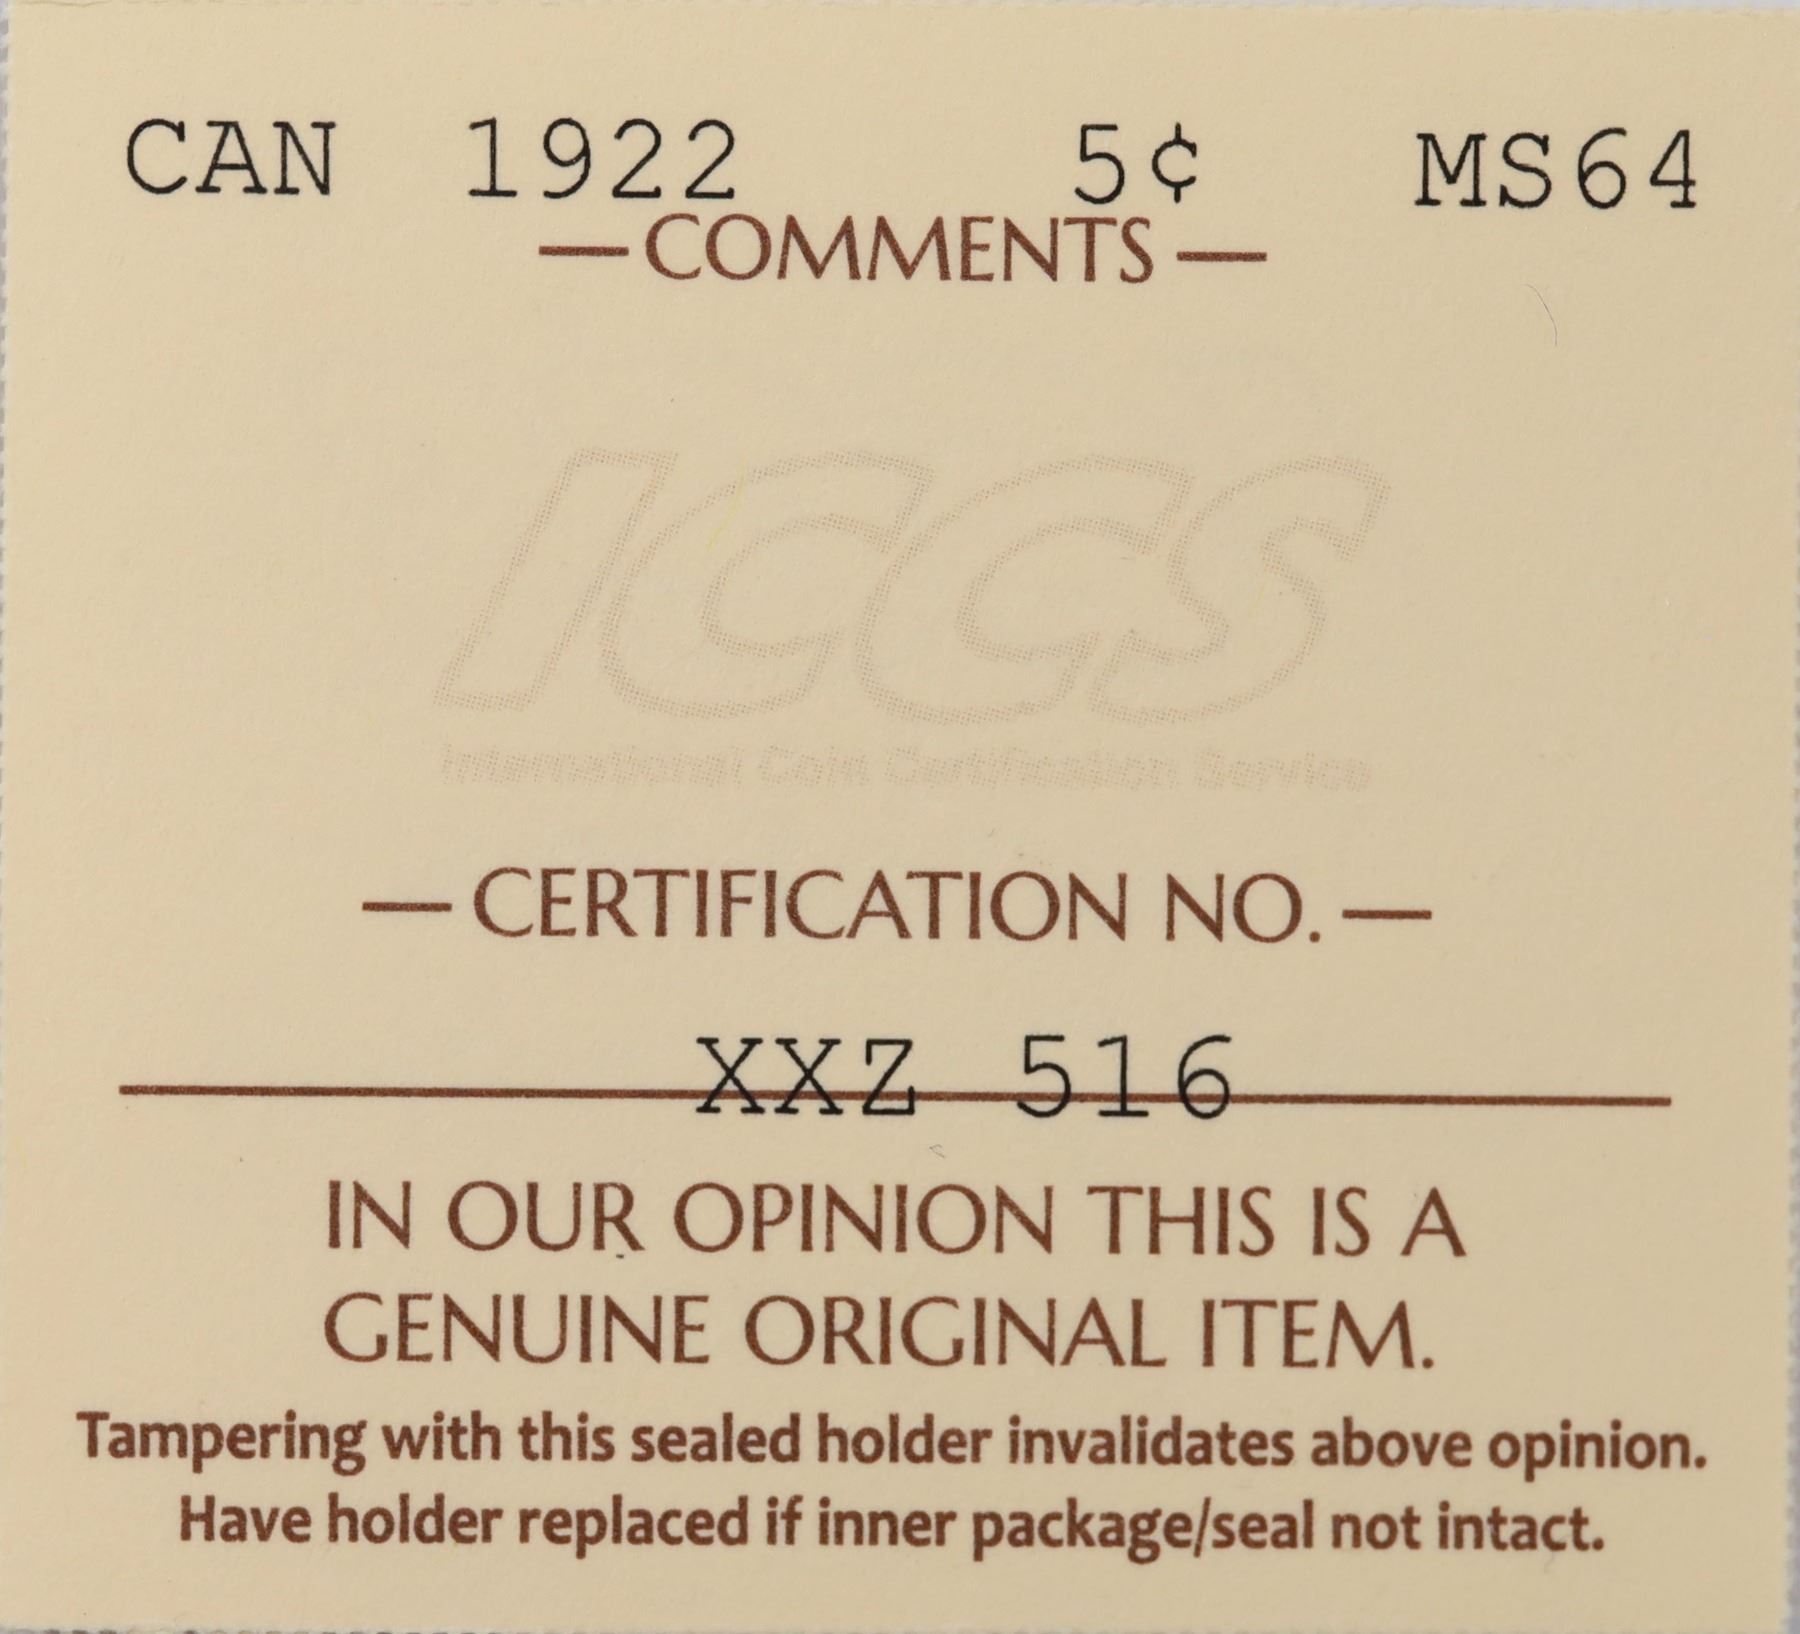 CAN 1922 5¢ MS64
—COMMENTS—
ICCS
International Coin Certification Service
—CERTIFICATION NO.—
XXZ 516
IN OUR OPINION THIS IS A
GENUINE ORIGINAL ITEM.
Tampering with this sealed holder invalidates above opinion.
Have holder replaced if inner package/seal not intact.